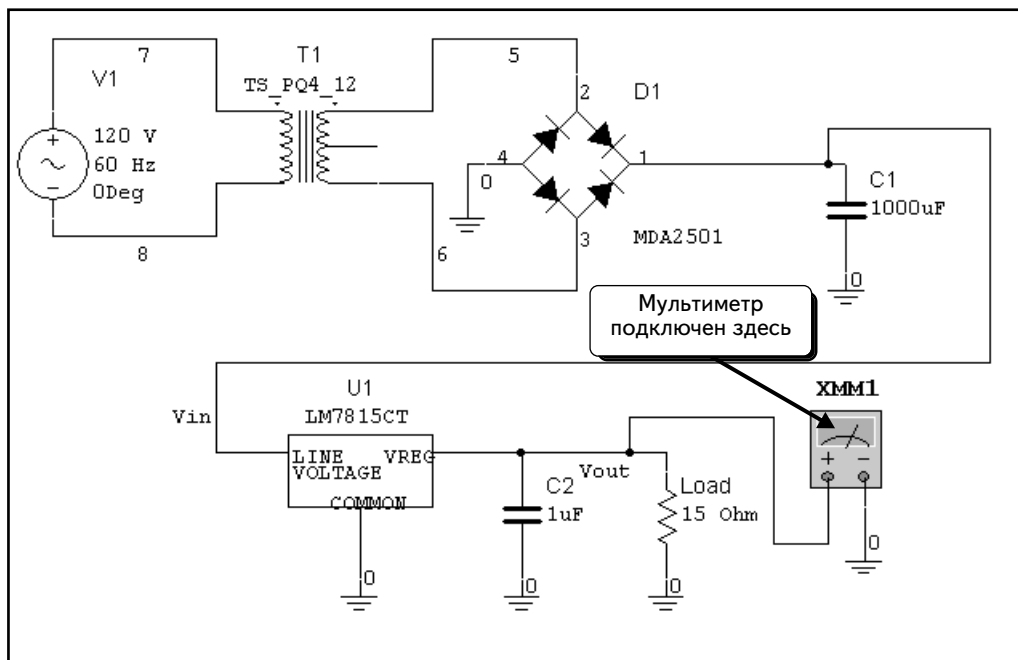 7
T1
5
V1
TS_PQ4_12
2
D1
120 V
60 Hz
0Deg
4
1
0
C1
1000uF
8
6
3
MDA2501
0
Мультиметр
подключен здесь
U1
XMM1
Vin
LM7815CT
LINE VREG
VOLTAGE
COMMON
C2
1uF
Vout
Load
15 Ohm
+ −
0
0
0
0